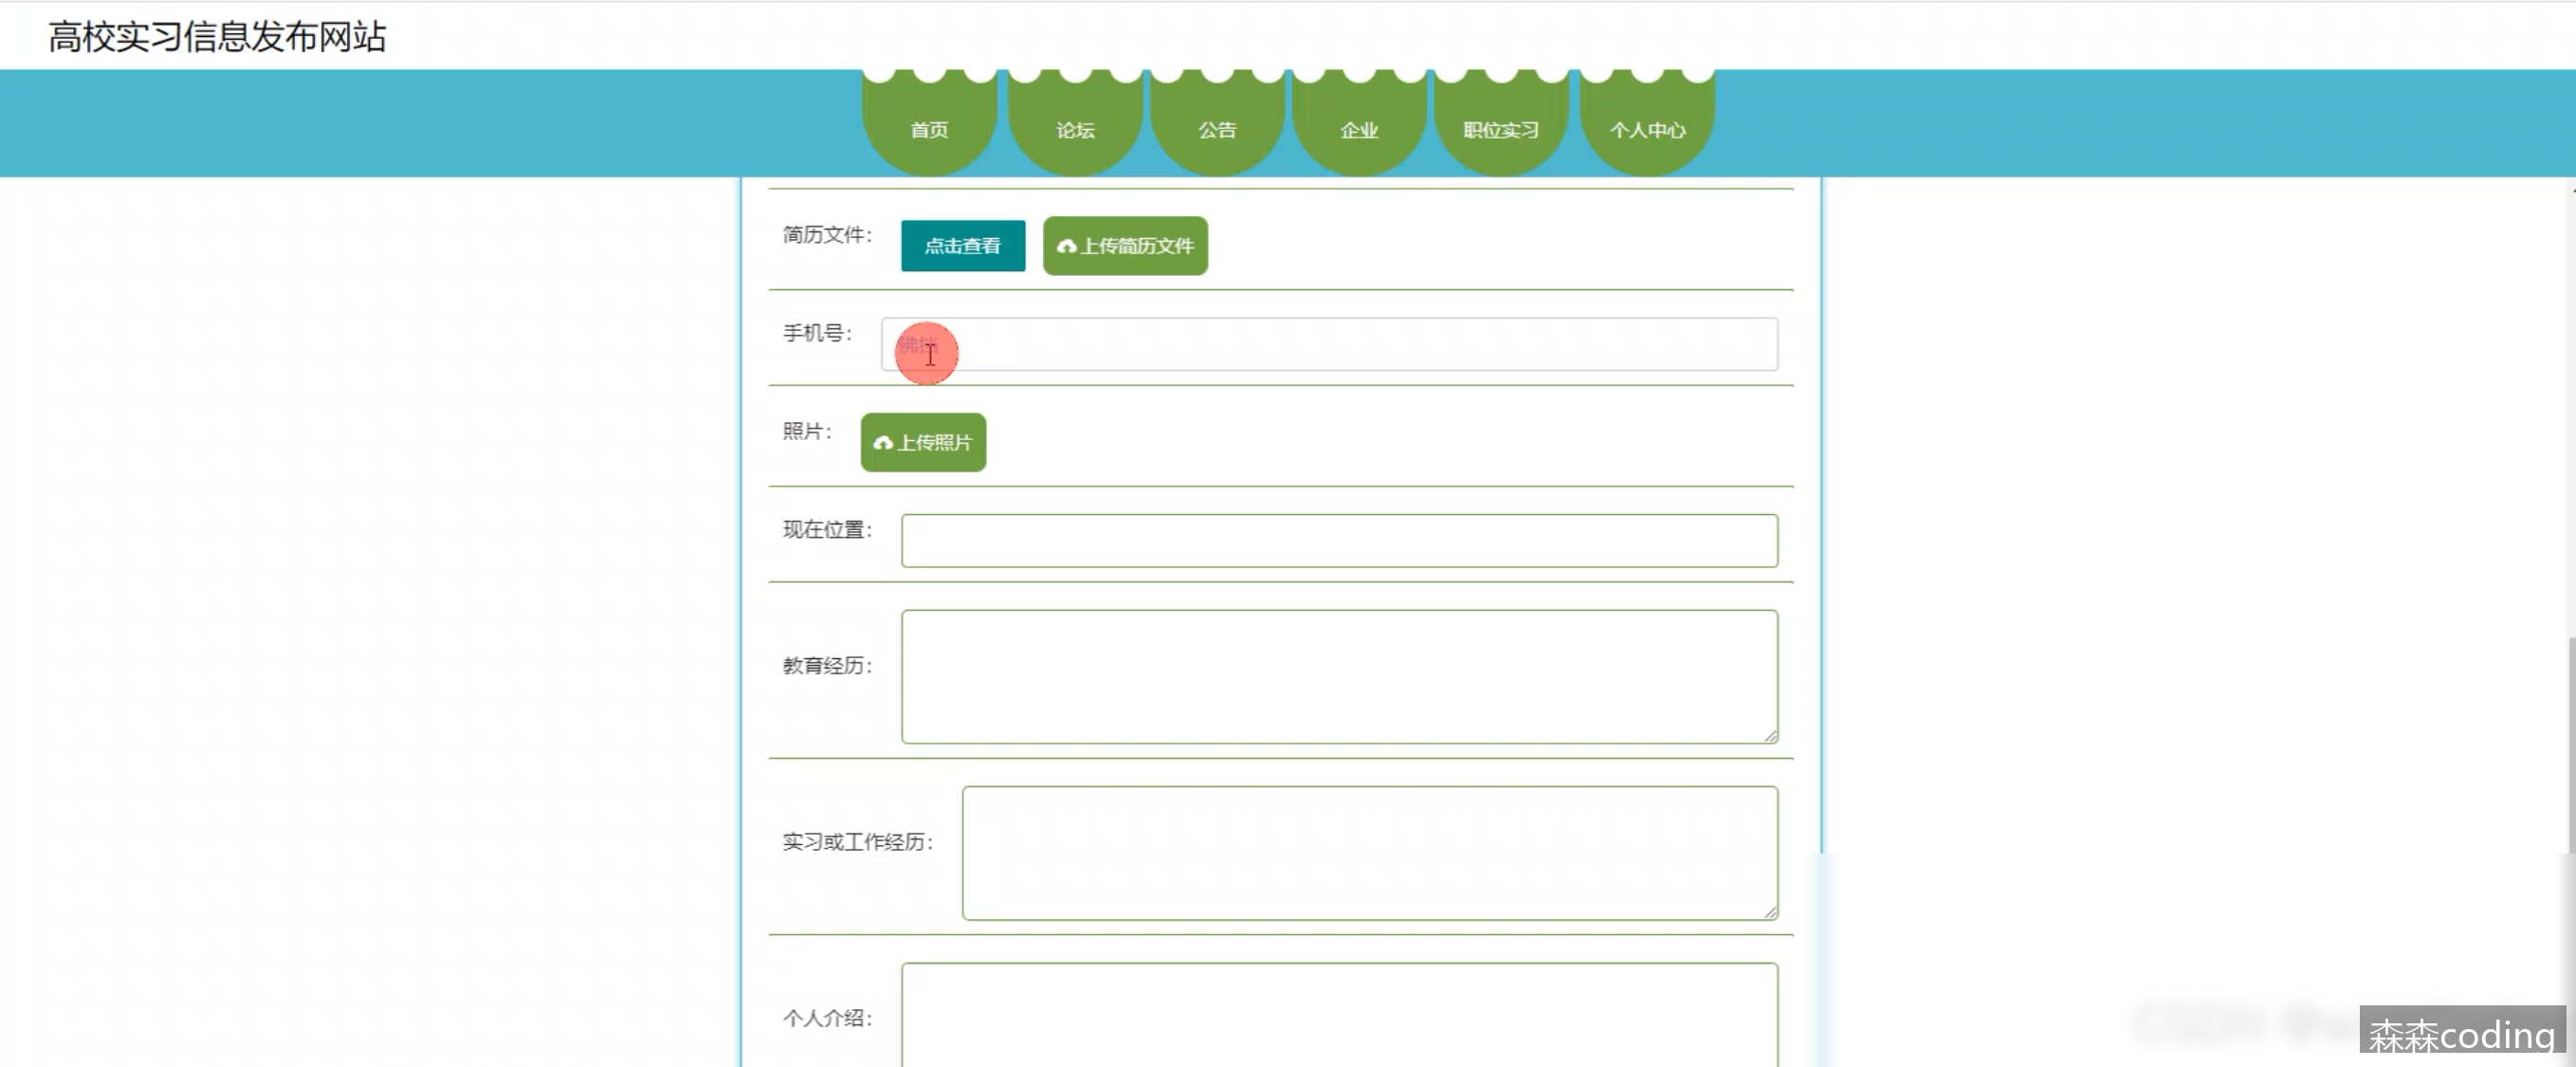 高校实习信息发布网站
首页 论坛 公告 企业 职位实习 个人中心
简历文件： 点击查看 上传简历文件
手机号：
照片： 上传照片
现在位置：
教育经历：
实习或工作经历：
个人介绍：
森森coding